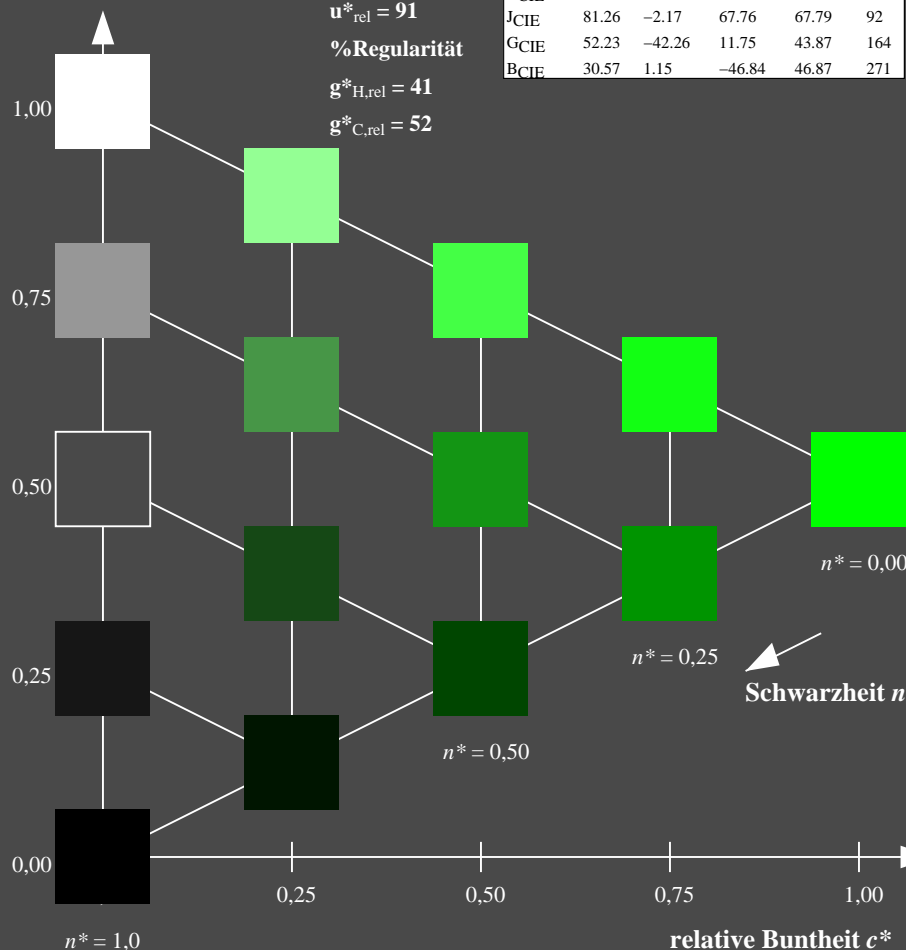 u*rel = 91
%Regularität
g*H,rel = 41
g*C,rel = 52
JCIE 81.26 −2.17 67.76 67.79 92
GCIE 52.23 −42.26 11.75 43.87 164
BCIE 30.57 1.15 −46.84 46.87 271
1,00
0,75
0,50
0,25
0,00
n* = 0,00
n* = 0,25
Schwarzheit n
n* = 0,50
0,25 0,50 0,75 1,00
n* = 1,0
relative Buntheit c*